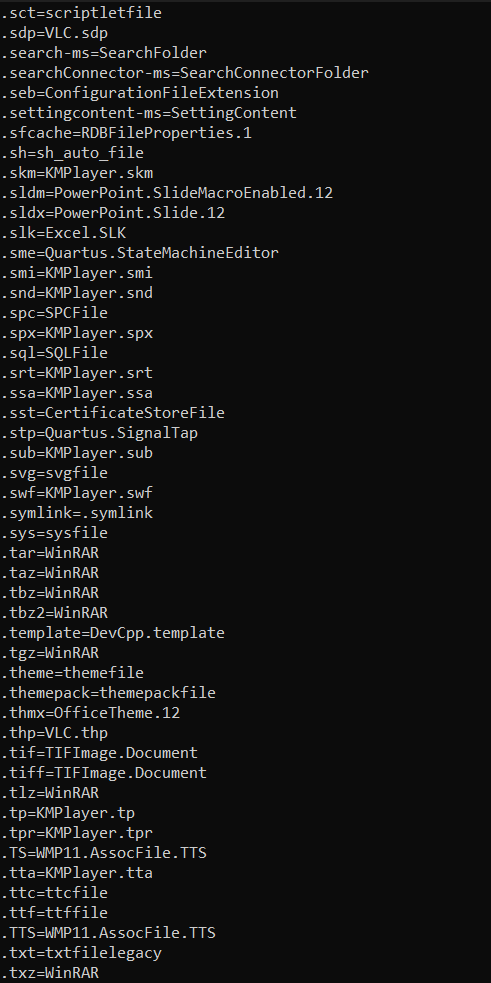 .sct=scriptletfile
.sdp=VLC.sdp
.search-ms=SearchFolder
.searchConnector-ms=SearchConnectorFolder
.seb=ConfigurationFileExtension
.settingcontent-ms=SettingContent
.sfcache=RDBFileProperties.1
.sh=sh_auto_file
.skm=KMPlayer.skm
.sldm=PowerPoint.SlideMacroEnabled.12
.sldx=PowerPoint.Slide.12
.slk=Excel.SLK
.sme=Quartus.StateMachineEditor
.smi=KMPlayer.smi
.snd=KMPlayer.snd
.spc=SPCFile
.spx=KMPlayer.spx
.sql=SQLFile
.srt=KMPlayer.srt
.ssa=KMPlayer.ssa
.sst=CertificateStoreFile
.stp=Quartus.SignalTap
.sub=KMPlayer.sub
.svg=svgfile
.swf=KMPlayer.swf
.symlink=.symlink
.sys=sysfile
.tar=WinRAR
.taz=WinRAR
.tbz=WinRAR
.tbz2=WinRAR
.template=DevCpp.template
.tgz=WinRAR
.theme=themefile
.themepack=themepackfile
.thmx=OfficeTheme.12
.thp=VLC.thp
.tif=TIFImage.Document
.tiff=TIFImage.Document
.tlz=WinRAR
.tp=KMPlayer.tp
.tpr=KMPlayer.tpr
.TS=WMP11.AssocFile.TTS
.tta=KMPlayer.tta
.ttc=ttcfile
.ttf=ttffile
.TTS=WMP11.AssocFile.TTS
.txt=txtfilelegacy
.txz=WinRAR